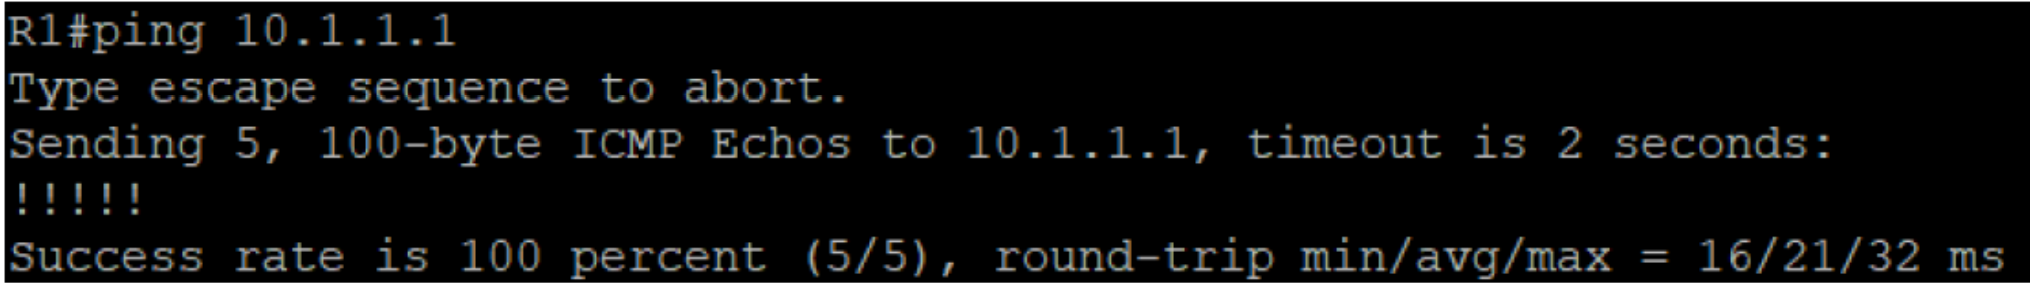 R1#ping 10.1.1.1
Type escape sequence to abort.
Sending 5, 100-byte ICMP Echos to 10.1.1.1, timeout is 2 seconds:
!!!!!
Success rate is 100 percent (5/5), round-trip min/avg/max = 16/21/32 ms